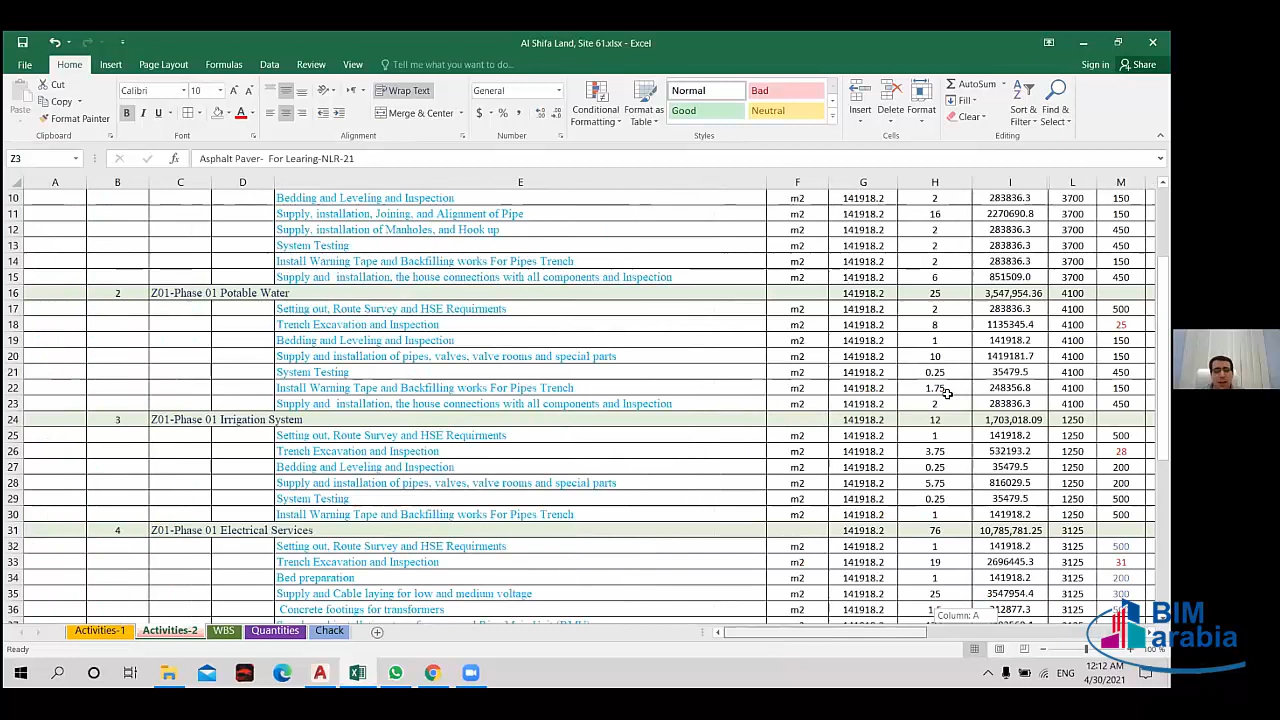 Al Shifa Land, Site 61.xlsx - Excel
File Home Insert Page Layout Formulas Data Review View Tell me what you want to do... Sign in Share
Cut
Copy
Format Painter
Paste
Clipboard
Calibri 10
B I U
Font
Wrap Text
Merge & Center
Alignment
General
$ % ,
Number
Conditional Formatting
Format as Table
Normal Bad
Good Neutral
Styles
Insert Delete Format
Cells
AutoSum
Fill
Clear
Sort & Filter
Find & Select
Editing
Z3 fx Asphalt Paver- For Learing-NLR-21
A B C D E F G H I L M
10 Bedding and Leveling and Inspection m2 141918.2 2 283836.3 3700 150
11 Supply, installation, Joining, and Alignment of Pipe m2 141918.2 16 2270690.8 3700 150
12 Supply, installation of Manholes, and Hook up m2 141918.2 2 283836.3 3700 450
13 System Testing m2 141918.2 2 283836.3 3700 450
14 Install Warning Tape and Backfilling works For Pipes Trench m2 141918.2 2 283836.3 3700 150
15 Supply and installation, the house connections with all components and Inspection m2 141918.2 6 851509.0 3700 450
16 2 Z01-Phase 01 Potable Water 141918.2 25 3,547,954.36 4100
17 Setting out, Route Survey and HSE Requirments m2 141918.2 2 283836.3 4100 500
18 Trench Excavation and Inspection m2 141918.2 8 1135345.4 4100 25
19 Bedding and Leveling and Inspection m2 141918.2 1 141918.2 4100 150
20 Supply and installation of pipes, valves, valve rooms and special parts m2 141918.2 10 1419181.7 4100 150
21 System Testing m2 141918.2 0.25 35479.5 4100 450
22 Install Warning Tape and Backfilling works For Pipes Trench m2 141918.2 1.75 248356.8 4100 150
23 Supply and installation, the house connections with all components and Inspection m2 141918.2 2 283836.3 4100 450
24 3 Z01-Phase 01 Irrigation System 141918.2 12 1,703,018.09 1250
25 Setting out, Route Survey and HSE Requirments m2 141918.2 1 141918.2 1250 500
26 Trench Excavation and Inspection m2 141918.2 3.75 532193.2 1250 28
27 Bedding and Leveling and Inspection m2 141918.2 0.25 35479.5 1250 200
28 Supply and installation of pipes, valves, valve rooms and special parts m2 141918.2 5.75 816029.5 1250 200
29 System Testing m2 141918.2 0.25 35479.5 1250 500
30 Install Warning Tape and Backfilling works For Pipes Trench m2 141918.2 1 141918.2 1250 500
31 4 Z01-Phase 01 Electrical Services 141918.2 76 10,785,781.25 3125
32 Setting out, Route Survey and HSE Requirments m2 141918.2 1 141918.2 3125 500
33 Trench Excavation and Inspection m2 141918.2 19 2696445.3 3125 31
34 Bed preparation m2 141918.2 1 141918.2 3125 200
35 Supply and Cable laying for low and medium voltage m2 141918.2 25 3547954.4 3125 300
36 Concrete footings for transformers m2 141918.2 3125
Column: A
Activities-1 Activities-2 WBS Quantities Chack
Ready
100 %
BIM
arabia
ENG
12:12 AM
4/30/2021